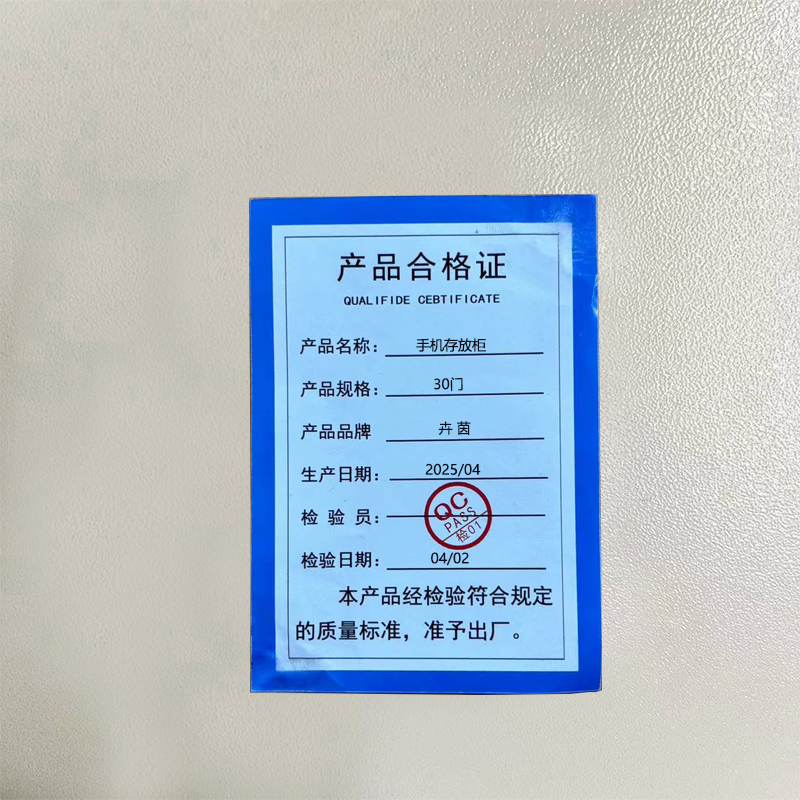 产品合格证
QUALIFIDE CEBTIFICATE
产品名称：手机存放柜
产品规格：30门
产品品牌 卉茵
生产日期：2025/04
检验员：
QC
PASS
检01
检验日期：04/02
本产品经检验符合规定
的质量标准，准予出厂。